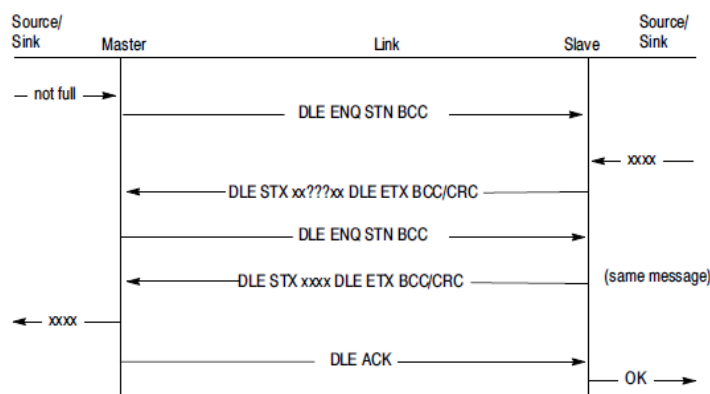 Source/
Sink
Master
Link
Slave
Source/
Sink
not full
DLE ENQ STN BCC
xxxx
DLE STX xx???xx DLE ETX BCC/CRC
DLE ENQ STN BCC
DLE STX xxxx DLE ETX BCC/CRC
(same message)
xxxx
DLE ACK
OK